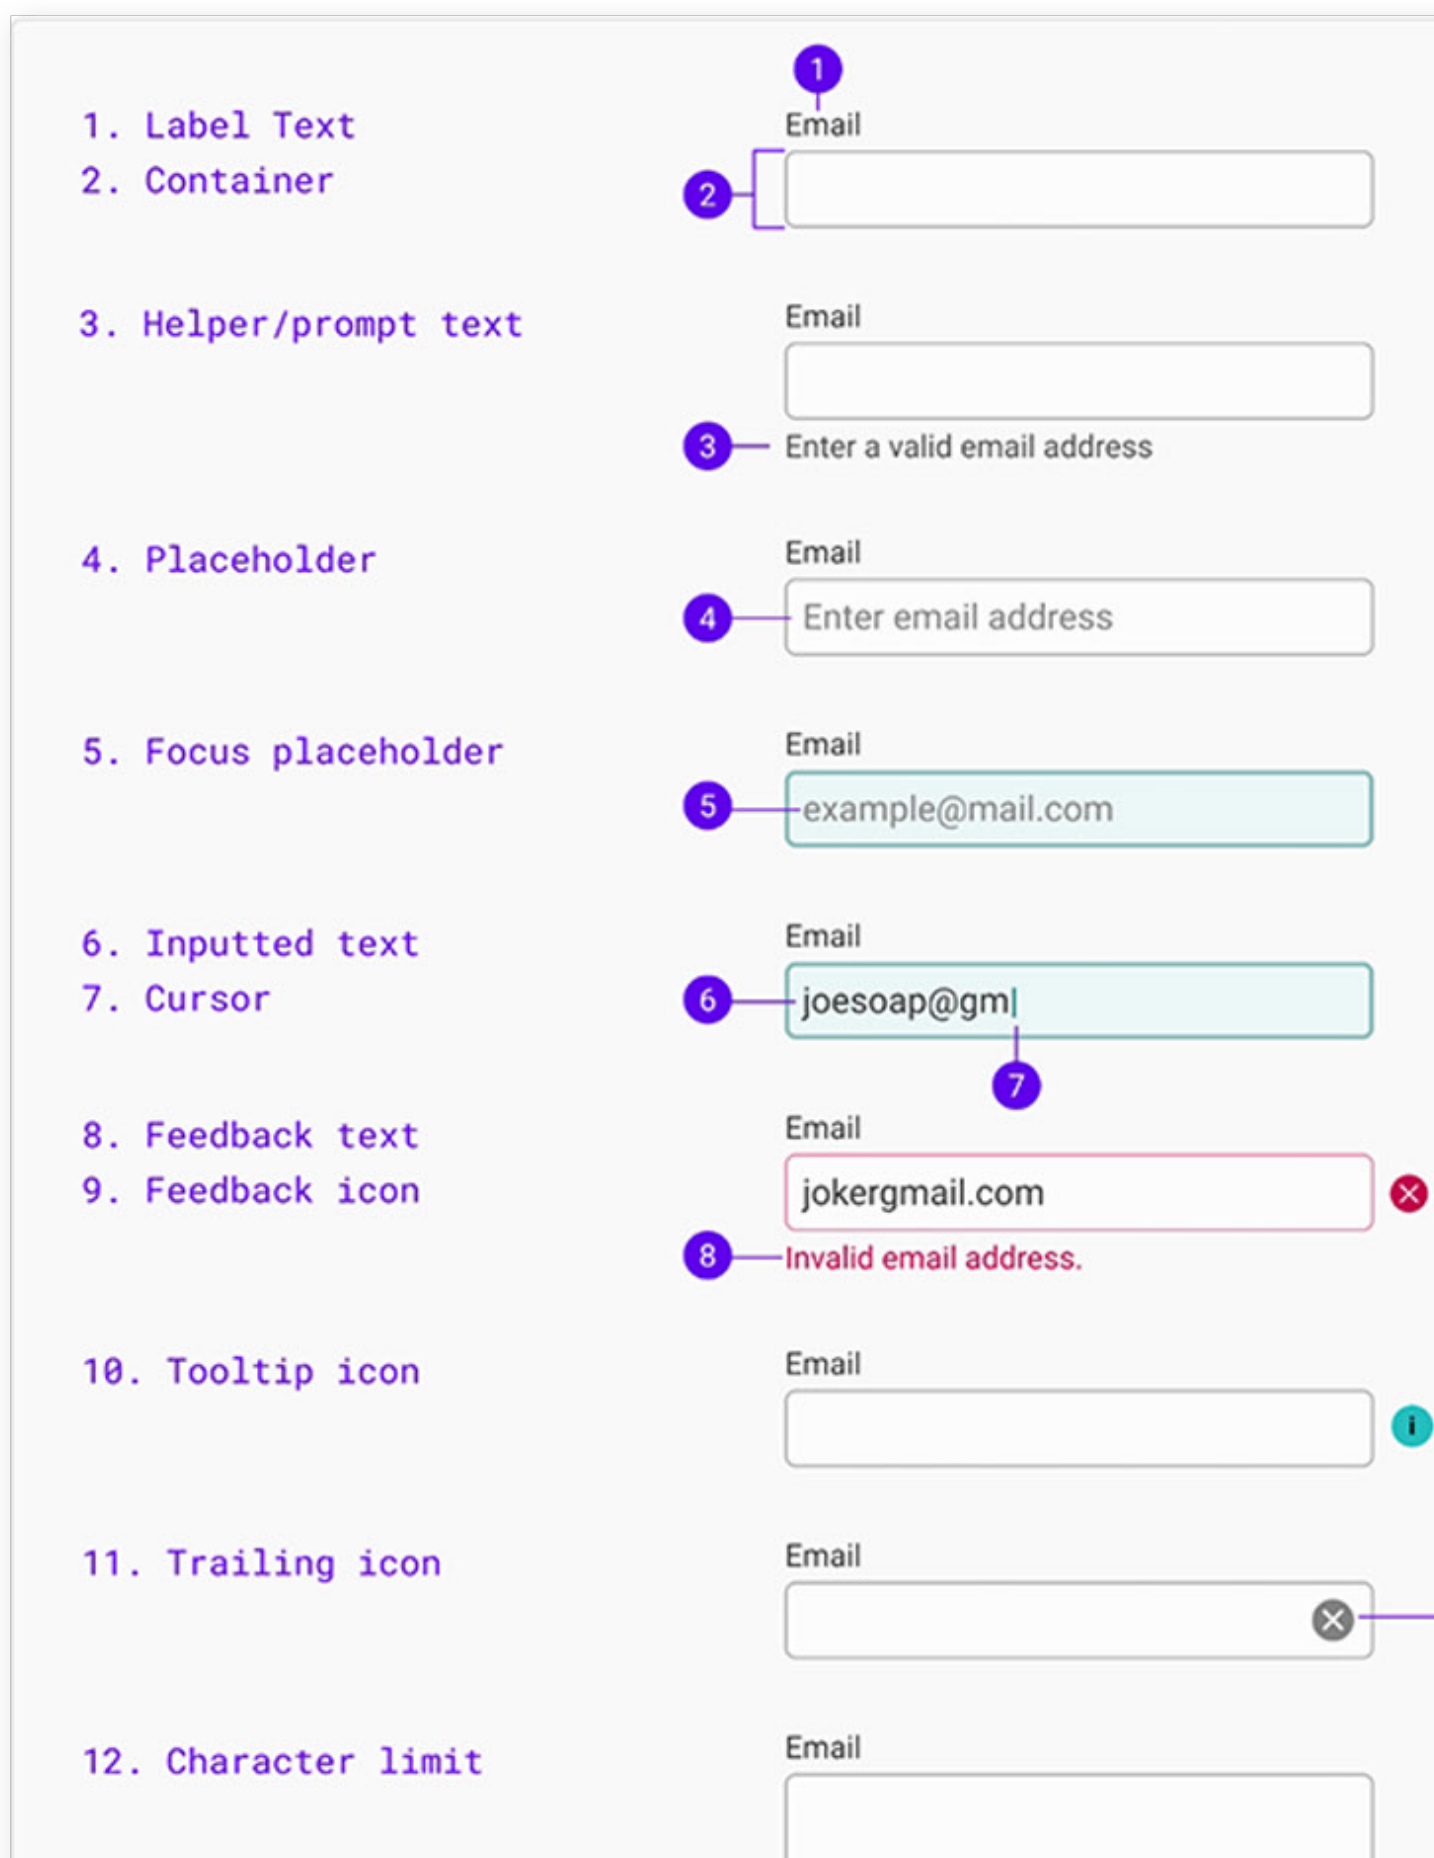 1
1. Label Text
Email
2. Container
2
3. Helper/prompt text
Email
3
Enter a valid email address
4. Placeholder
Email
4
Enter email address
5. Focus placeholder
Email
5
example@mail.com
6. Inputted text
Email
7. Cursor
6
joesoap@gm
7
8. Feedback text
Email
9. Feedback icon
jokergmail.com
8
Invalid email address.
10. Tooltip icon
Email
i
11. Trailing icon
Email
12. Character limit
Email